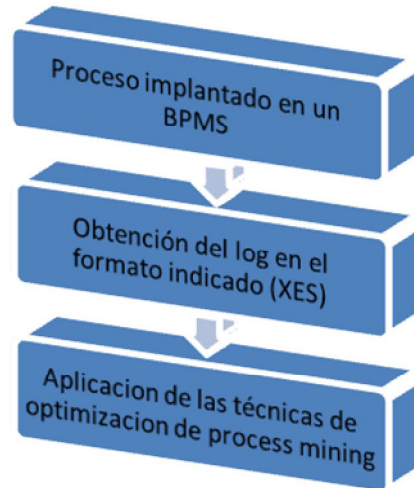 Proceso implantado en un
BPMS
Obtención del log en el
formato indicado (XES)
Aplicacion de las técnicas de
optimizacion de process mining